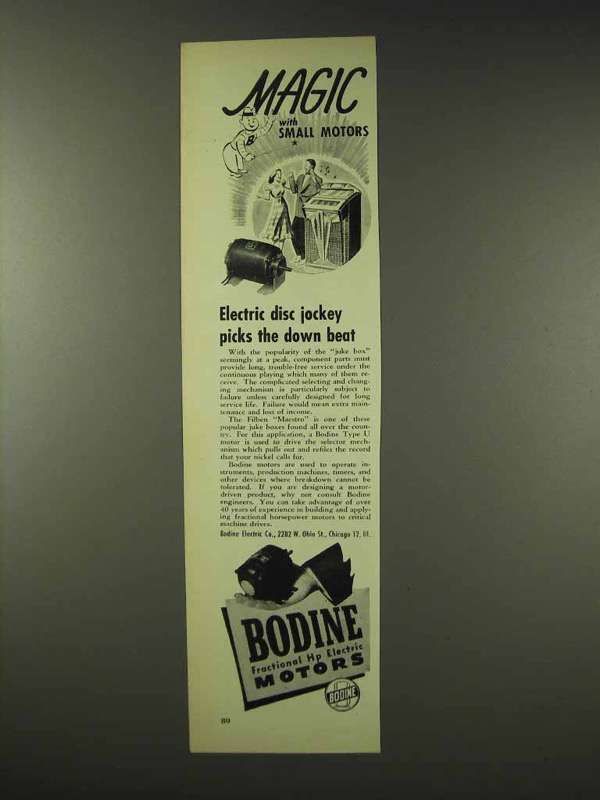 MAGIC
with
SMALL MOTORS
*
B
Electric disc jockey
picks the down beat
With the popularity of the "juke box"
seemingly at a peak, component parts must
provide long, trouble-free service under the
continuous playing which many of them re-
ceive. The complicated selecting and chang-
ing mechanism is particularly subject to
failure unless carefully designed for long
service life. Failure would mean extra main-
tenance and loss of income.
The Filben "Maestro" is one of these
popular juke boxes found all over the coun-
try. For this application, a Bodine Type U
motor is used to drive the selector mech-
anism which pulls out and refiles the record
that your nickel calls for.
Bodine motors are used to operate in-
struments, production machines, timers, and
other devices where breakdown cannot be
tolerated. If you are designing a motor-
driven product, why not consult Bodine
engineers. You can take advantage of over
40 years of experience in building and apply-
ing fractional horsepower motors to critical
machine drives.
Bodine Electric Co., 2282 W. Ohio St., Chicago 12, Ill.
BODINE
Fractional Hp Electric
MOTORS
BODINE
80